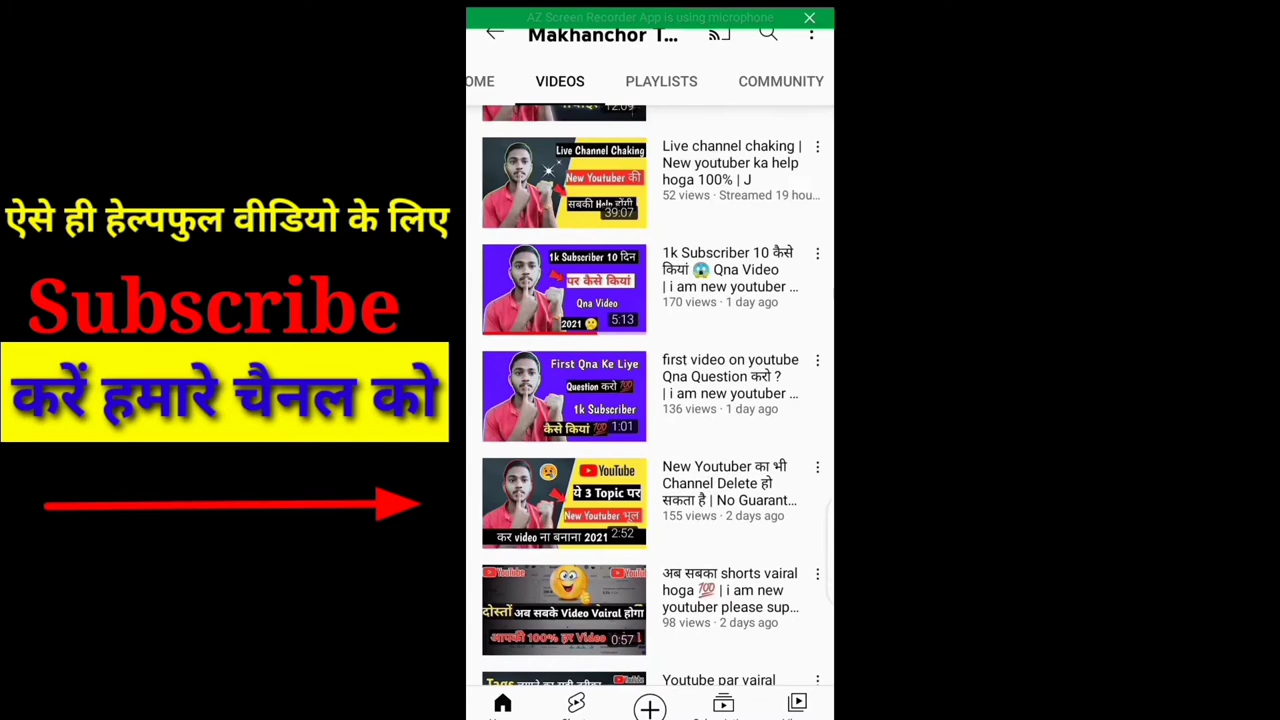 AZ Screen Recorder App is using microphone
Makhanchor T...
OME VIDEOS PLAYLISTS COMMUNITY
12:09
ऐसे ही हेल्पफुल वीडियो के लिए
Subscribe
करें हमारे चैनल को
Live Channel Chaking
New Youtuber की
सबकी Help होंगी
39:07
Live channel chaking |
New youtuber ka help
hoga 100% | J
52 views · Streamed 19 hou...
1k Subscriber 10 दिन
पर कैसे कियां
Qna Video
2021 🤔
5:13
1k Subscriber 10 कैसे
कियां 😱 Qna Video
| i am new youtuber ...
170 views · 1 day ago
First Qna Ke Liye
Question करो 💯
1k Subscriber
कैसे कियां 💯
1:01
first video on youtube
Qna Question करो ?
| i am new youtuber ...
136 views · 1 day ago
YouTube
ये 3 Topic पर
New Youtuber भूल
कर video ना बनाना 2021
2:52
New Youtuber का भी
Channel Delete हो
सकता है | No Guarant...
155 views · 2 days ago
YouTube
दोस्तों अब सबके Video Vairal होगा
आपकी 100% हर Video
0:57
अब सबका shorts vairal
hoga 💯 | i am new
youtuber please sup...
98 views · 2 days ago
Tags
Youtube par vairal